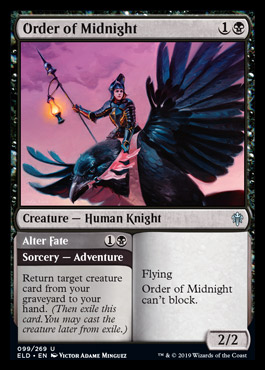 Order of Midnight 1
Creature — Human Knight
Alter Fate 1
Sorcery — Adventure
Return target creature
card from your
graveyard to your
hand. (Then exile this
card. You may cast the
creature later from exile.)
Flying
Order of Midnight
can't block.
2/2
099/269 U
ELD • EN Victor Adame Minguez
™ & © 2019 Wizards of the Coast